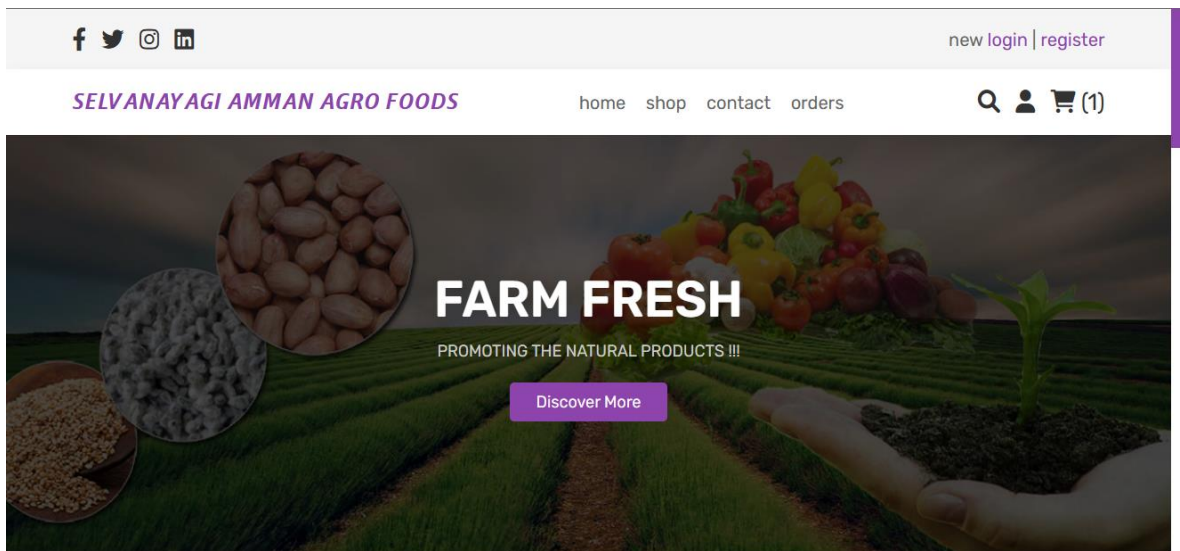 new login | register
SELVANAYAGI AMMAN AGRO FOODS
home shop contact orders
(1)
FARM FRESH
PROMOTING THE NATURAL PRODUCTS !!!
Discover More